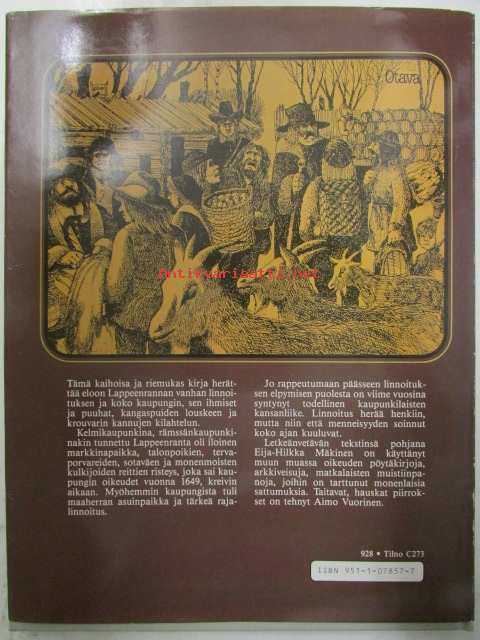 Otava
antikvariaatti.net
Tämä kaihoisa ja riemukas kirja herät-
tää eloon Lappeenrannan vanhan linnoi-
tuksen ja koko kaupungin, sen ihmiset
ja puuhat, kangaspuiden louskeen ja
krouvarin kannujen kilahtelun.
Kelmikaupunkina, rämssänkaupunki-
nakin tunnettu Lappeenranta oli iloinen
markkinapaikka, talonpoikien, terva-
porvareiden, sotaväen ja monenmoisten
kulkijoiden reittien risteys, joka sai kau-
pungin oikeudet vuonna 1649, kreivin
aikaan. Myöhemmin kaupungista tuli
maaherran asuinpaikka ja tärkeä raja-
linnoitus.
Jo rappeutumaan päässeen linnoituk-
sen elpymisen puolesta on viime vuosina
syntynyt todellinen kaupunkilaisten
kansanliike. Linnoitus herää henkiin,
mutta niin että menneisyyden soinnut
koko ajan kuuluvat.
Letkeänvetävän tekstinsä pohjana
Eija-Hilkka Mäkinen on käyttänyt
muun muassa oikeuden pöytäkirjoja,
arkkiveisuja, matkalaisten muistiinpa-
noja, joihin on tarttunut monenlaisia
sattumuksia. Taitavat, hauskat piirrok-
set on tehnyt Aimo Vuorinen.
928 • Tilno C273
ISBN 951-1-07857-7